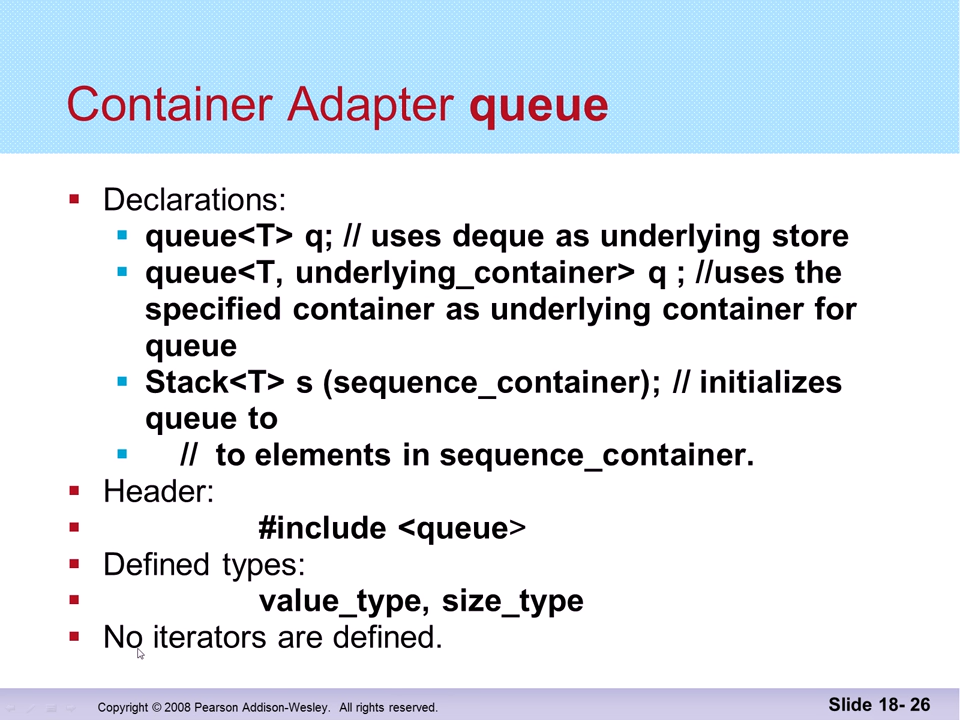 Container Adapter queue
Declarations:
queue<T> q; // uses deque as underlying store
queue<T, underlying_container> q ; //uses the
specified container as underlying container for
queue
Stack<T> s (sequence_container); // initializes
queue to
// to elements in sequence_container.
Header:
#include <queue>
Defined types:
value_type, size_type
No iterators are defined.
Copyright © 2008 Pearson Addison-Wesley. All rights reserved.
Slide 18- 26